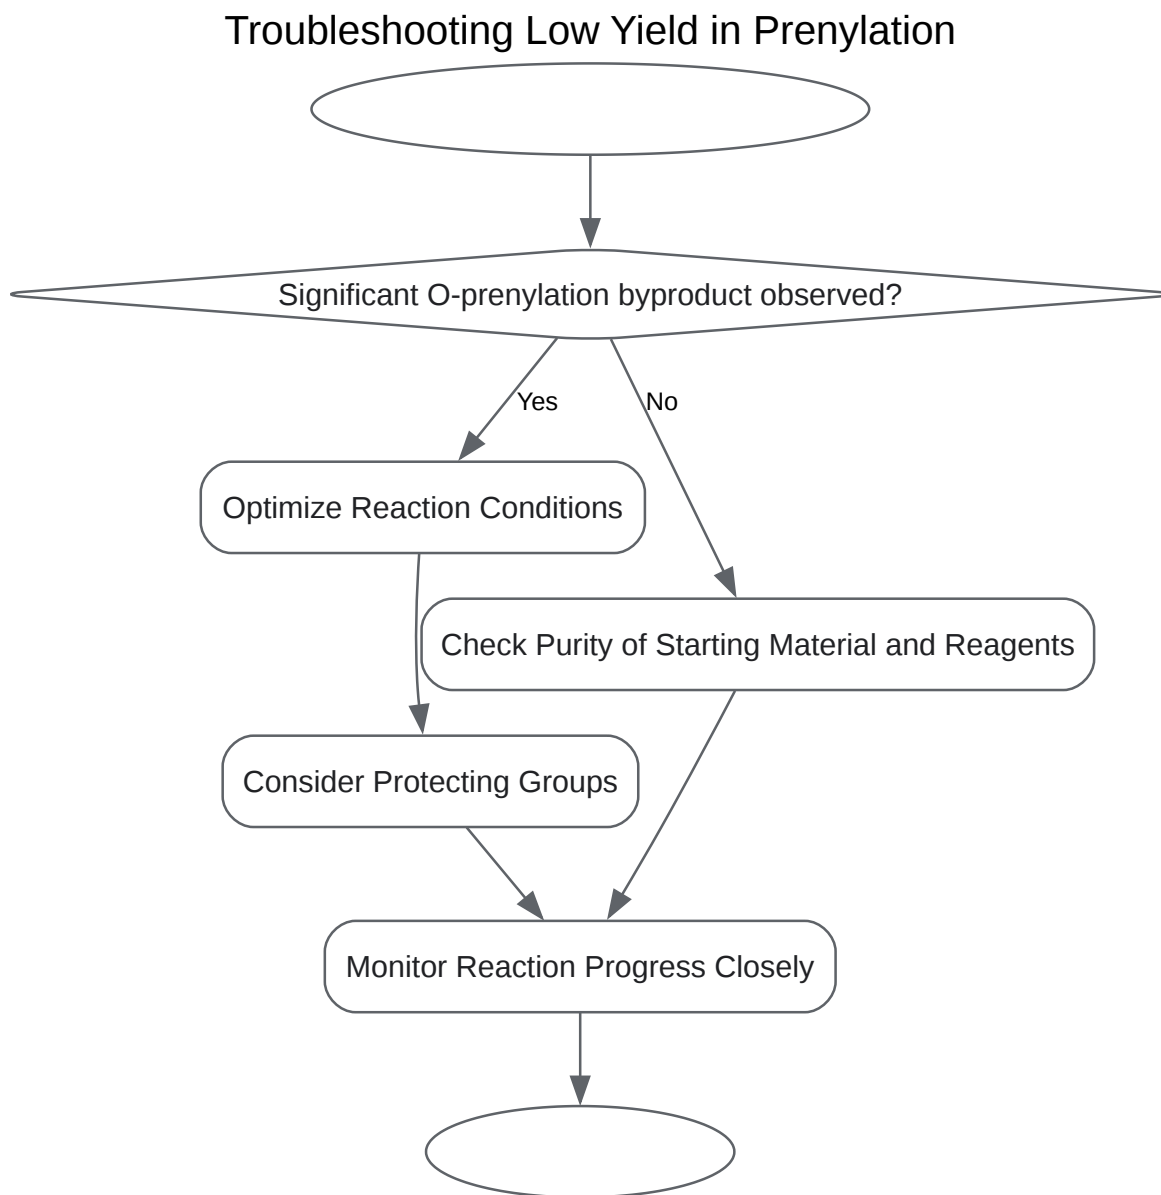 Troubleshooting Low Yield in Prenylation
Significant O-prenylation byproduct observed?
Yes
No
Optimize Reaction Conditions
Check Purity of Starting Material and Reagents
Consider Protecting Groups
Monitor Reaction Progress Closely